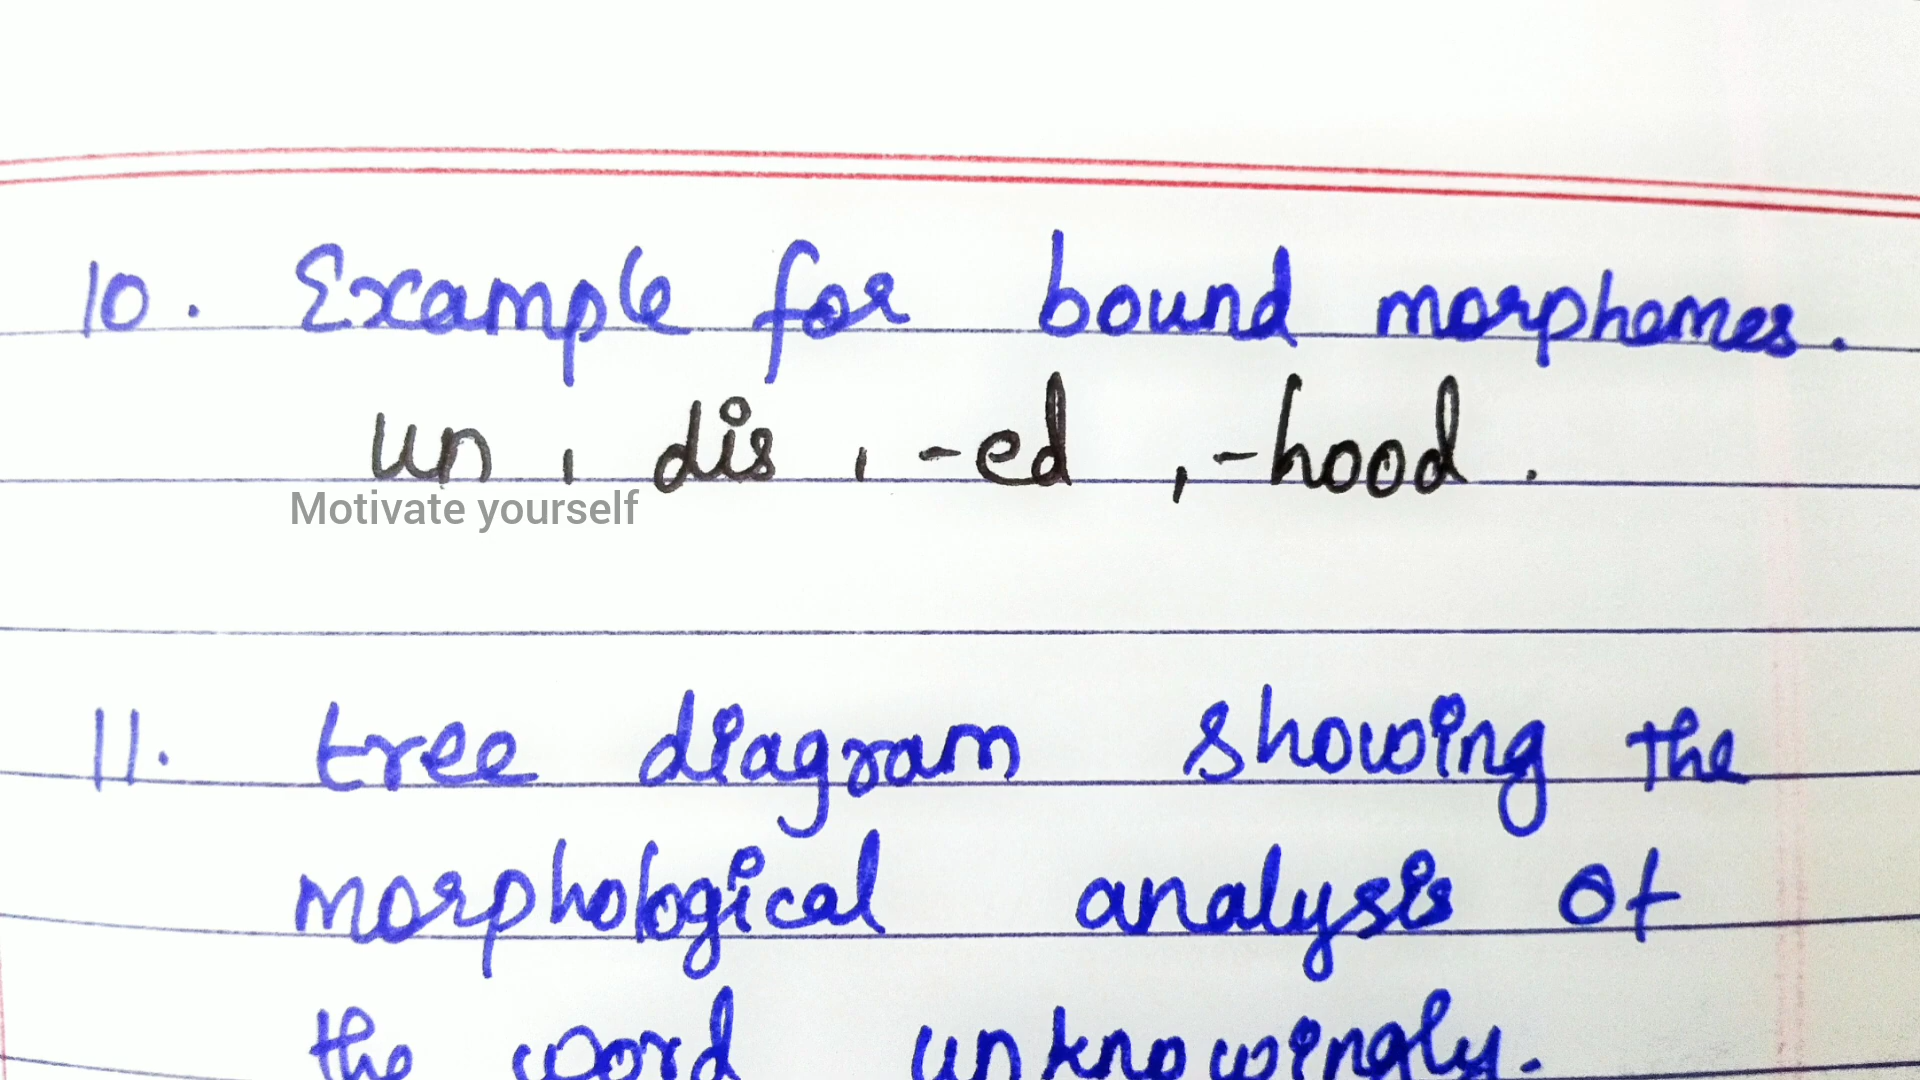 10. Example for bound morphemes.
un, dis, -ed, -hood.
Motivate yourself
11. tree diagram showing the
morphological analysis of
the word unknowingly.